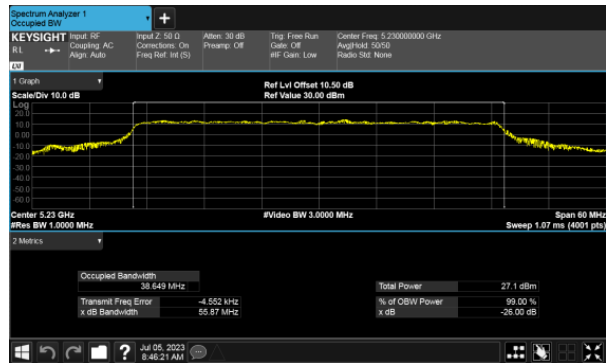 Spectrum Analyzer 1
Occupied BW
KEYSIGHT
Input: RF
Input Z: 50 Ω
Atten: 30 dB
Trig: Free Run
Center Freq: 5.230000000 GHz
RL
Coupling: AC
Corrections: On
Preamp: Off
Gate: Off
Avg|Hold: 50/50
Align: Auto
Freq Ref: Int (S)
#IF Gain: Low
Radio Std: None
1 Graph
Scale/Div 10.0 dB
Ref Lvl Offset 10.50 dB
Ref Value 30.00 dBm
Log
20.0
10.0
0.00
-10.0
-20.0
-30.0
-40.0
-50.0
-60.0
Center 5.23 GHz
#Video BW 3.0000 MHz
Span 60 MHz
#Res BW 1.0000 MHz
Sweep 1.07 ms (4001 pts)
2 Metrics
Occupied Bandwidth
38.649 MHz
Total Power
27.1 dBm
Transmit Freq Error
-4.552 kHz
% of OBW Power
99.00 %
x dB Bandwidth
55.87 MHz
x dB
-26.00 dB
?
Jul 05, 2023
8:46:21 AM